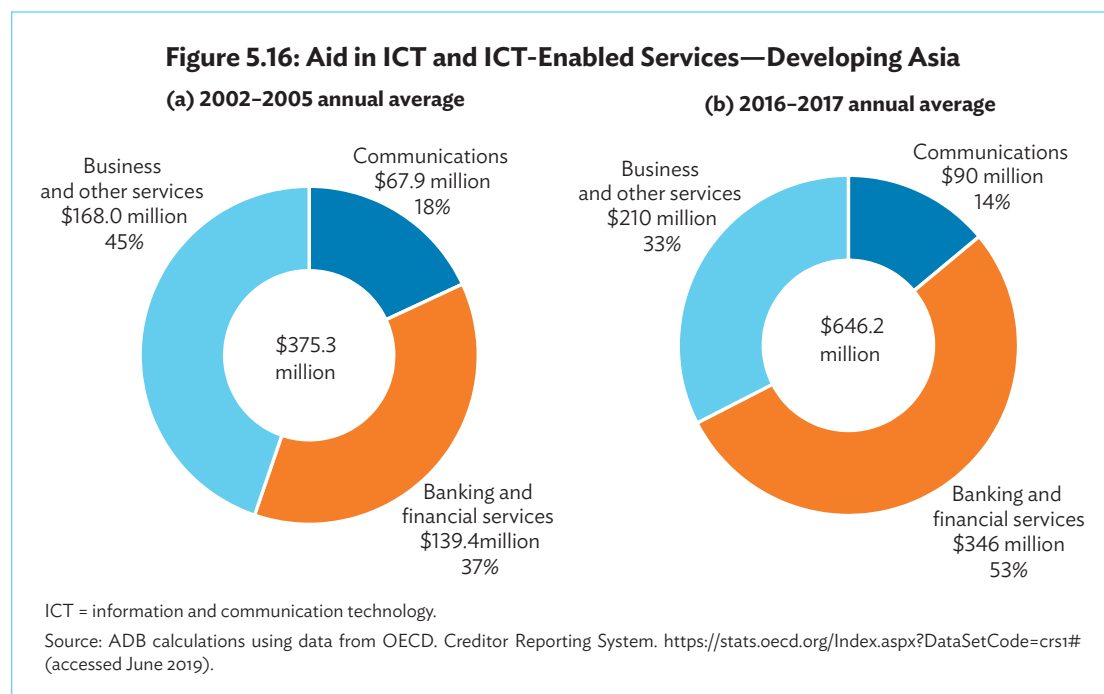 Figure 5.16: Aid in ICT and ICT-Enabled Services—Developing Asia
(a) 2002–2005 annual average
Business
and other services
$168.0 million
45%
Communications
$67.9 million
18%
$375.3
million
Banking and
financial services
$139.4million
37%
(b) 2016–2017 annual average
Business
and other services
$210 million
33%
Communications
$90 million
14%
$646.2
million
Banking and
financial services
$346 million
53%
ICT = information and communication technology.
Source: ADB calculations using data from OECD. Creditor Reporting System. https://stats.oecd.org/Index.aspx?DataSetCode=crs1#
(accessed June 2019).